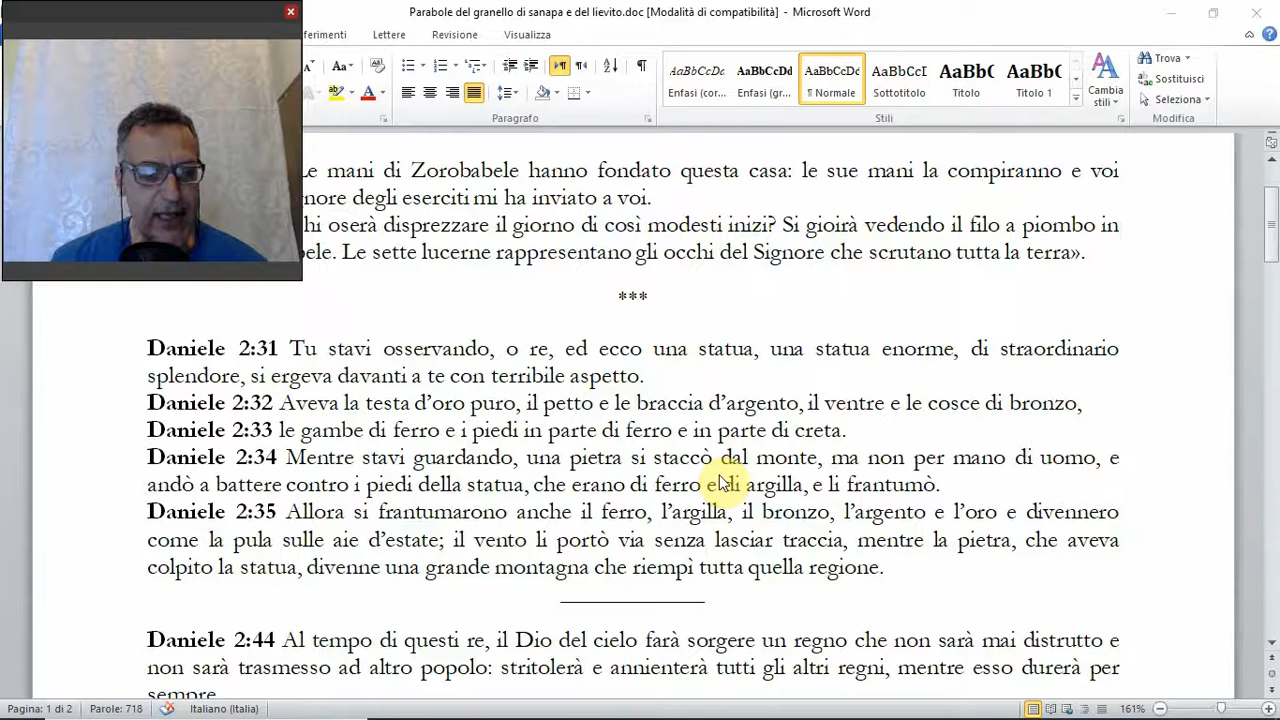 Parabole del granello di sanapa e del lievito.doc [Modalità di compatibilità] - Microsoft Word
Lettere Revisione Visualizza
Aa
AaBbCcDc AaBbCcDd AaBbCcDc AaBbCcI AaBb( AaBbC
Enfasi (cor... Enfasi (gr... ¶ Normale Sottotitolo Titolo Titolo 1
Cambia
stili
Trova
Sostituisci
Seleziona
Paragrafo Stili Modifica
mani di Zorobabele hanno fondato questa casa: le sue mani la compiranno e voi
degli eserciti mi ha inviato a voi.
oserà disprezzare il giorno di così modesti inizi? Si gioirà vedendo il filo a piombo in
Le sette lucerne rappresentano gli occhi del Signore che scrutano tutta la terra».
***
Daniele 2:31 Tu stavi osservando, o re, ed ecco una statua, una statua enorme, di straordinario
splendore, si ergeva davanti a te con terribile aspetto.
Daniele 2:32 Aveva la testa d’oro puro, il petto e le braccia d’argento, il ventre e le cosce di bronzo,
Daniele 2:33 le gambe di ferro e i piedi in parte di ferro e in parte di creta.
Daniele 2:34 Mentre stavi guardando, una pietra si staccò dal monte, ma non per mano di uomo, e
andò a battere contro i piedi della statua, che erano di ferro e di argilla, e li frantumò.
Daniele 2:35 Allora si frantumarono anche il ferro, l’argilla, il bronzo, l’argento e l’oro e divennero
come la pula sulle aie d’estate; il vento li portò via senza lasciar traccia, mentre la pietra, che aveva
colpito la statua, divenne una grande montagna che riempì tutta quella regione.
Daniele 2:44 Al tempo di questi re, il Dio del cielo farà sorgere un regno che non sarà mai distrutto e
non sarà trasmesso ad altro popolo: stritolerà e annienterà tutti gli altri regni, mentre esso durerà per
sempre
Pagina: 1 di 2 Parole: 718 Italiano (Italia) 161%